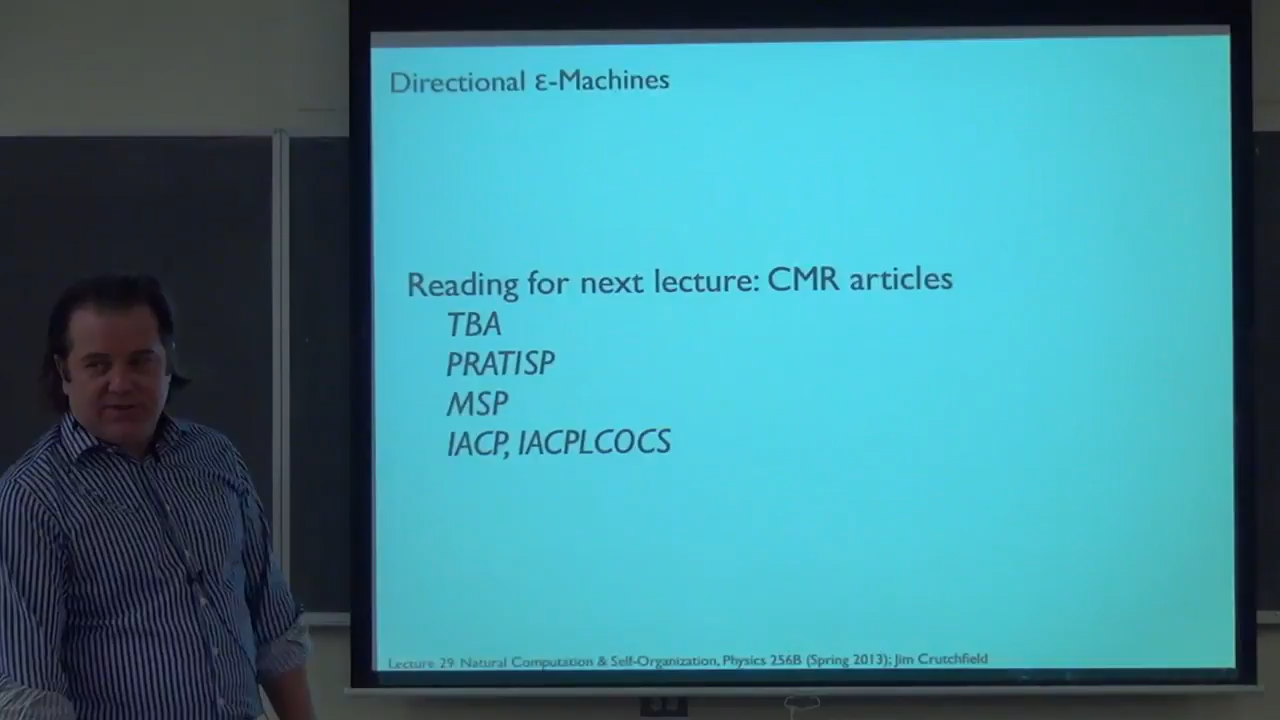 Directional ε-Machines
Reading for next lecture: CMR articles
TBA
PRATISP
MSP
IACP, IACPLCOCS
Lecture 29: Natural Computation & Self-Organization, Physics 256B (Spring 2013); Jim Crutchfield